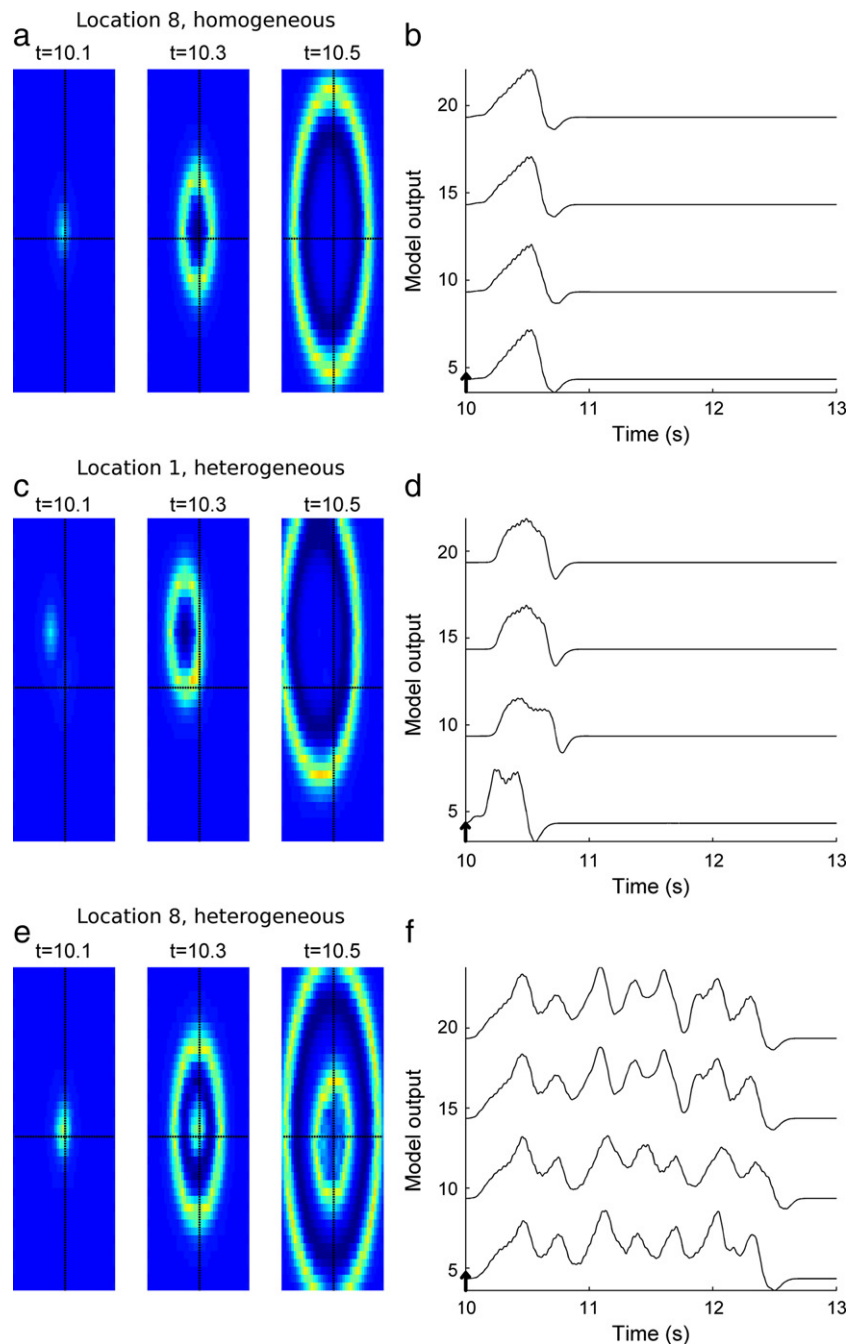 Location 8, homogeneous
a
b
t=10.1 t=10.3 t=10.5
20
15
10
5
Model output
10 11 12 13
Time (s)
Location 1, heterogeneous
c
d
t=10.1 t=10.3 t=10.5
20
15
10
5
Model output
10 11 12 13
Time (s)
Location 8, heterogeneous
e
f
t=10.1 t=10.3 t=10.5
20
15
10
5
Model output
10 11 12 13
Time (s)